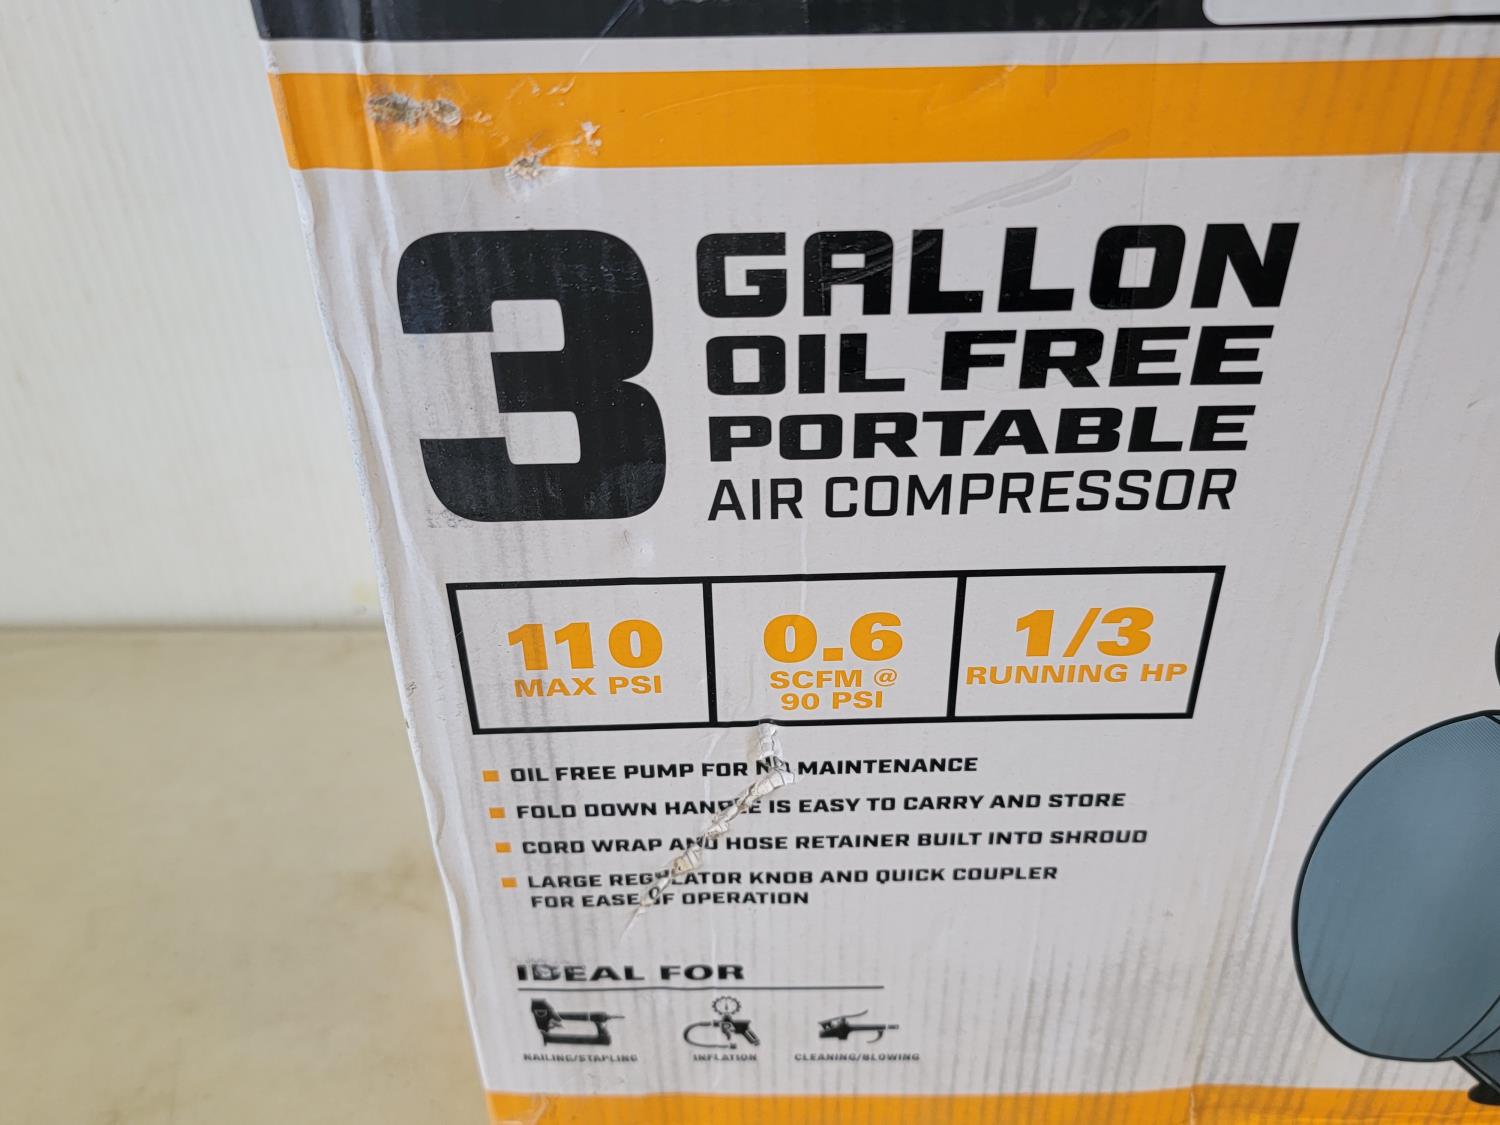 3 GALLON
OIL FREE
PORTABLE
AIR COMPRESSOR
110
MAX PSI
0.6
SCFM @
90 PSI
1/3
RUNNING HP
OIL FREE PUMP FOR NO MAINTENANCE
FOLD DOWN HANDLE IS EASY TO CARRY AND STORE
CORD WRAP AND HOSE RETAINER BUILT INTO SHROUD
LARGE REGULATOR KNOB AND QUICK COUPLER
FOR EASE OF OPERATION
IDEAL FOR
NAILING/STAPLING
INFLATION
CLEANING/BLOWING